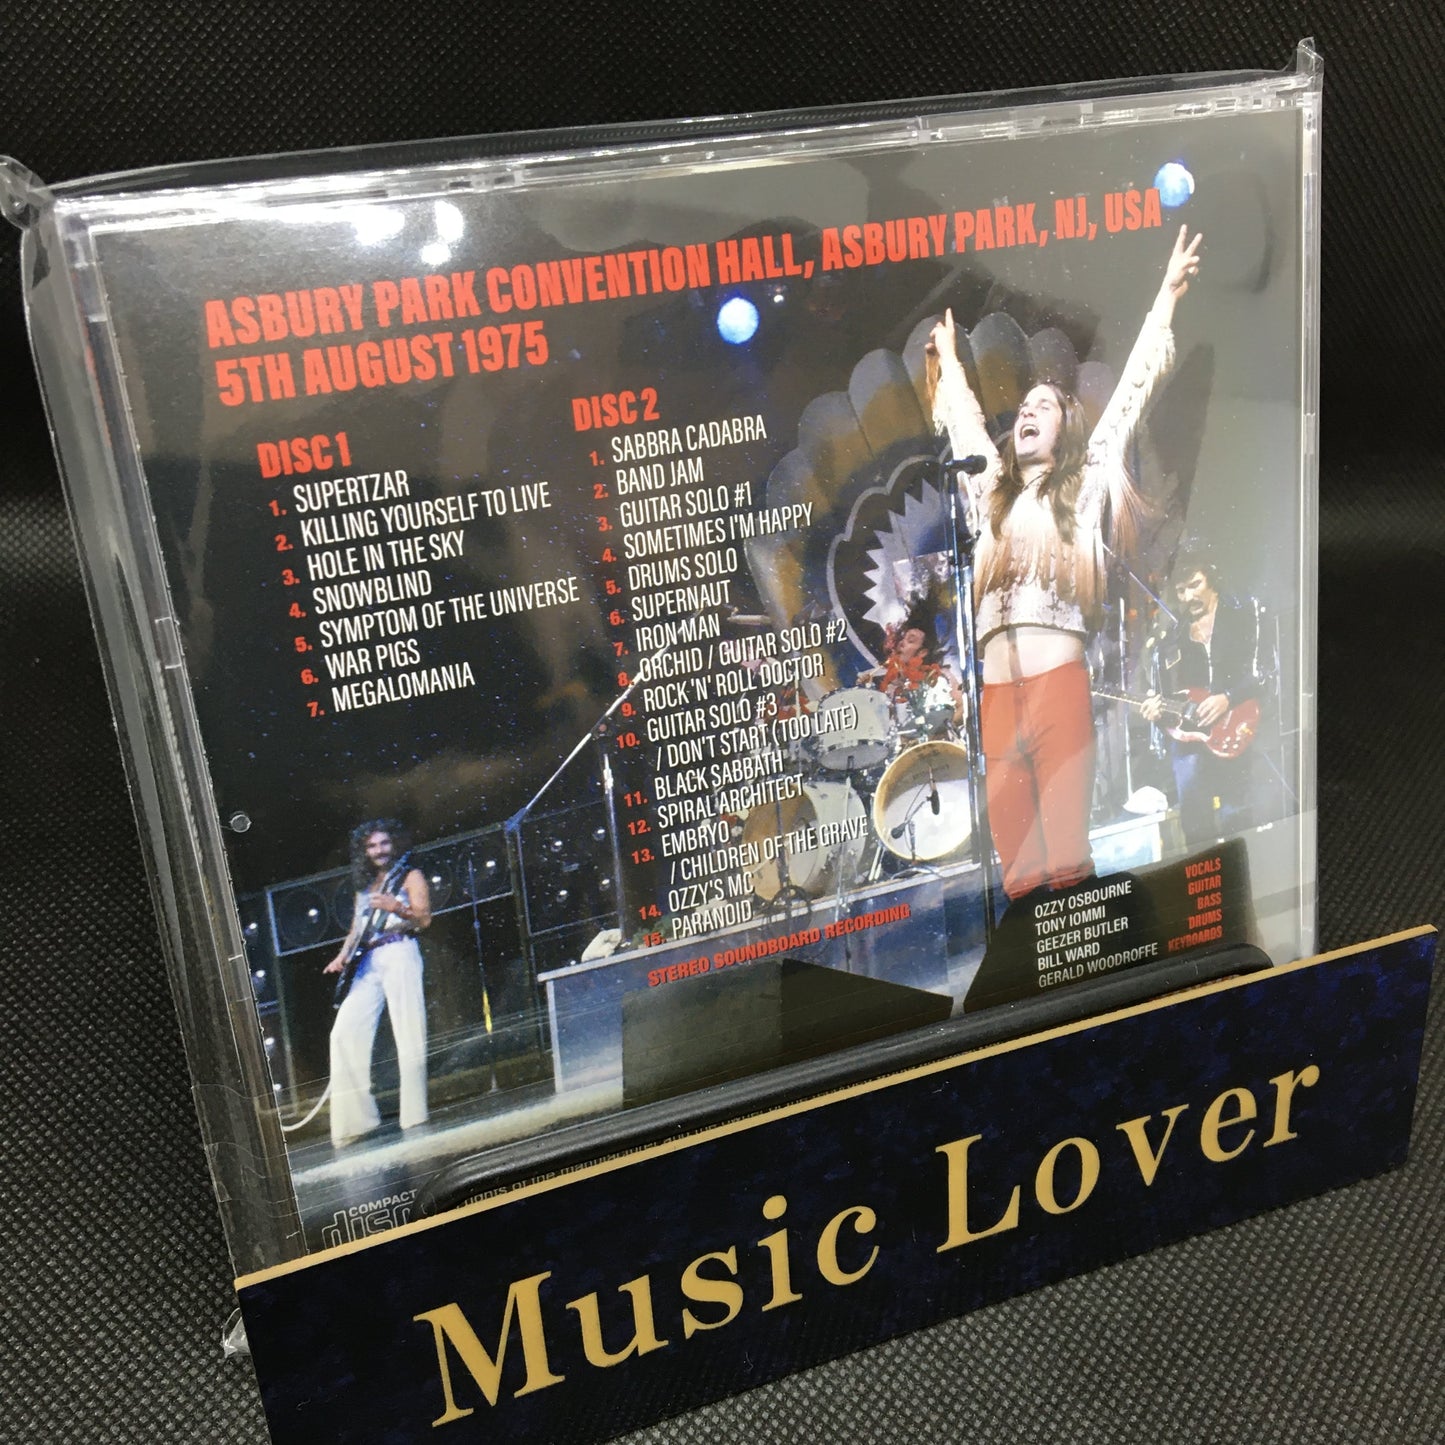 ASBURY PARK CONVENTION HALL, ASBURY PARK, NJ, USA
5TH AUGUST 1975
DISC 1
1. SUPERTZAR
2. KILLING YOURSELF TO LIVE
3. HOLE IN THE SKY
4. SNOWBLIND
5. SYMPTOM OF THE UNIVERSE
6. WAR PIGS
7. MEGALOMANIA
DISC 2
1. SABBRA CADABRA
2. BAND JAM
3. GUITAR SOLO #1
4. SOMETIMES I'M HAPPY
5. DRUMS SOLO
6. SUPERNAUT
7. IRON MAN
8. ORCHID / GUITAR SOLO #2
9. ROCK 'N' ROLL DOCTOR
10. GUITAR SOLO #3
/ DON'T START (TOO LATE)
11. BLACK SABBATH
12. SPIRAL ARCHITECT
13. EMBRYO
/ CHILDREN OF THE GRAVE
14. OZZY'S MC
15. PARANOID
STEREO SOUNDBOARD RECORDING
OZZY OSBOURNE VOCALS
TONY IOMMI GUITAR
GEEZER BUTLER BASS
BILL WARD DRUMS
GERALD WOODROFFE KEYBOARDS
COMPACT
disc
Music Lover